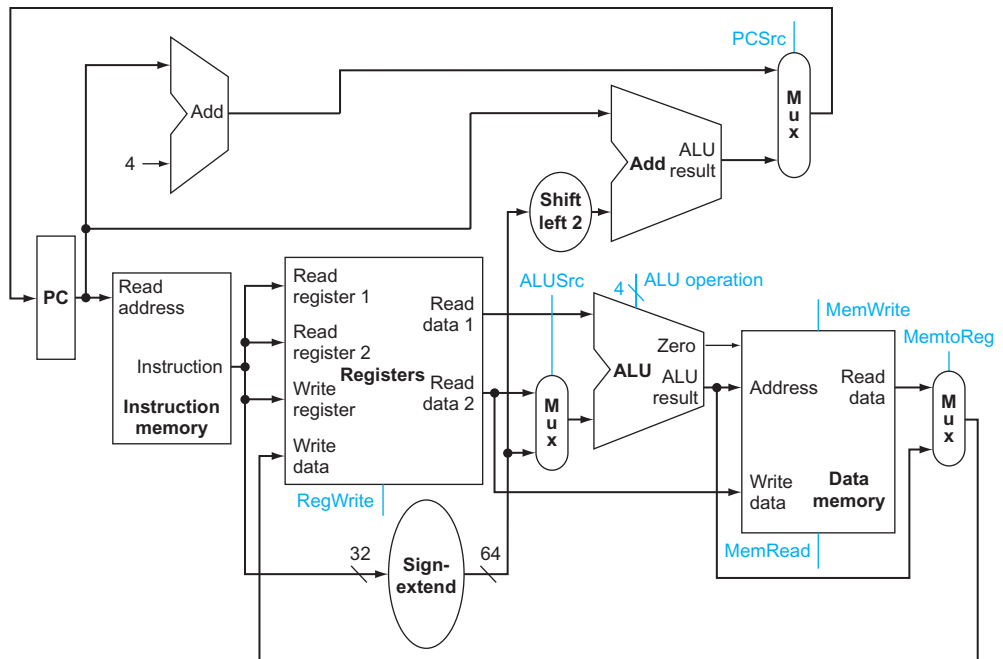 PCSrc
Add
4
M
u
x
Add
ALU
result
Shift
left 2
PC
Read
address
Instruction
Instruction
memory
Read
register 1
Read
register 2
Write
register
Write
data
Registers
Read
data 1
Read
data 2
RegWrite
ALUSrc
M
u
x
4
ALU operation
Zero
ALU
ALU
result
MemWrite
Address
Read
data
Write
data
Data
memory
MemRead
MemtoReg
M
u
x
32
Sign-
extend
64